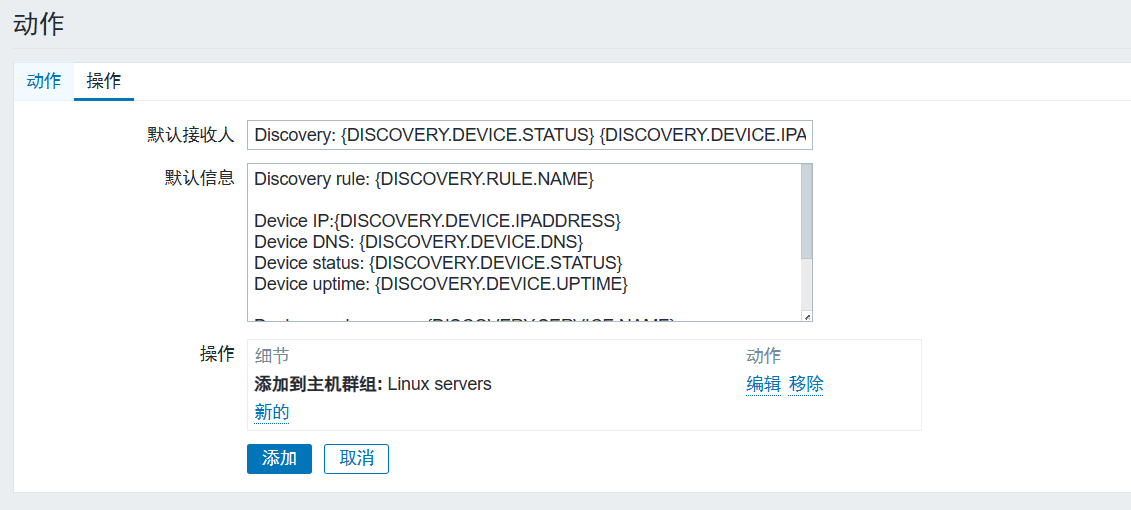 动作
动作 操作
默认接收人 Discovery: {DISCOVERY.DEVICE.STATUS} {DISCOVERY.DEVICE.IPA
默认信息 Discovery rule: {DISCOVERY.RULE.NAME}
Device IP:{DISCOVERY.DEVICE.IPADDRESS}
Device DNS: {DISCOVERY.DEVICE.DNS}
Device status: {DISCOVERY.DEVICE.STATUS}
Device uptime: {DISCOVERY.DEVICE.UPTIME}
操作 细节 动作
添加到主机群组: Linux servers 编辑 移除
新的
添加 取消